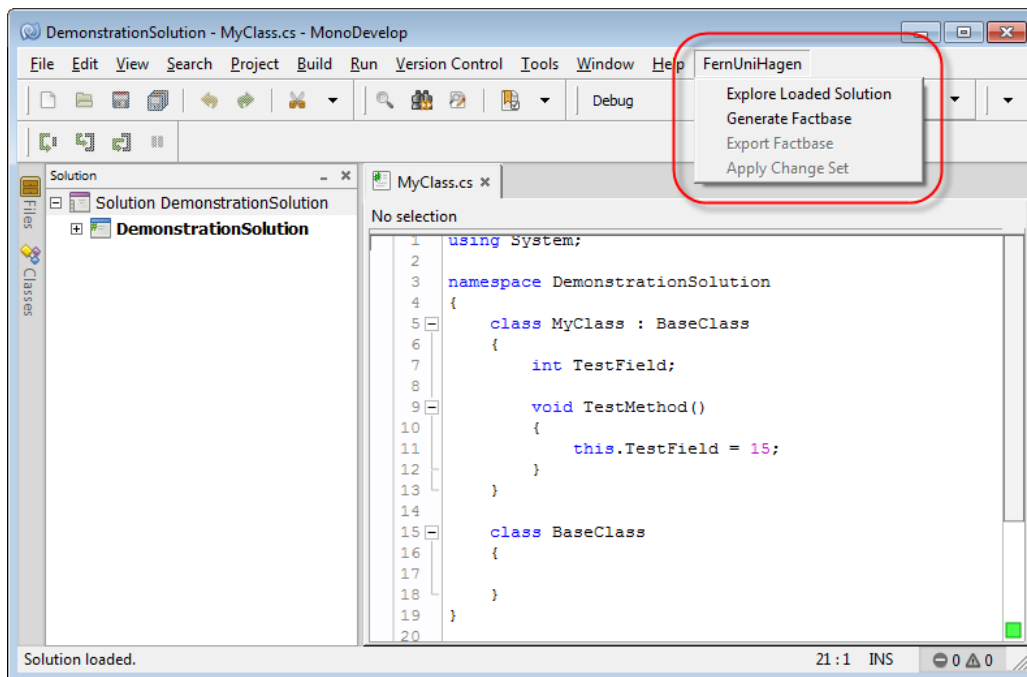 DemonstrationSolution - MyClass.cs - MonoDevelop
File Edit View Search Project Build Run Version Control Tools Window Help FernUniHagen
Explore Loaded Solution
Generate Factbase
Export Factbase
Apply Change Set
Debug
Solution
Solution DemonstrationSolution
DemonstrationSolution
Files
Classes
MyClass.cs
No selection
1 using System;
2
3 namespace DemonstrationSolution
4 {
5 class MyClass : BaseClass
6 {
7 int TestField;
8
9 void TestMethod()
10 {
11 this.TestField = 15;
12 }
13 }
14
15 class BaseClass
16 {
17
18 }
19 }
20
Solution loaded.
21 : 1 INS 0 0